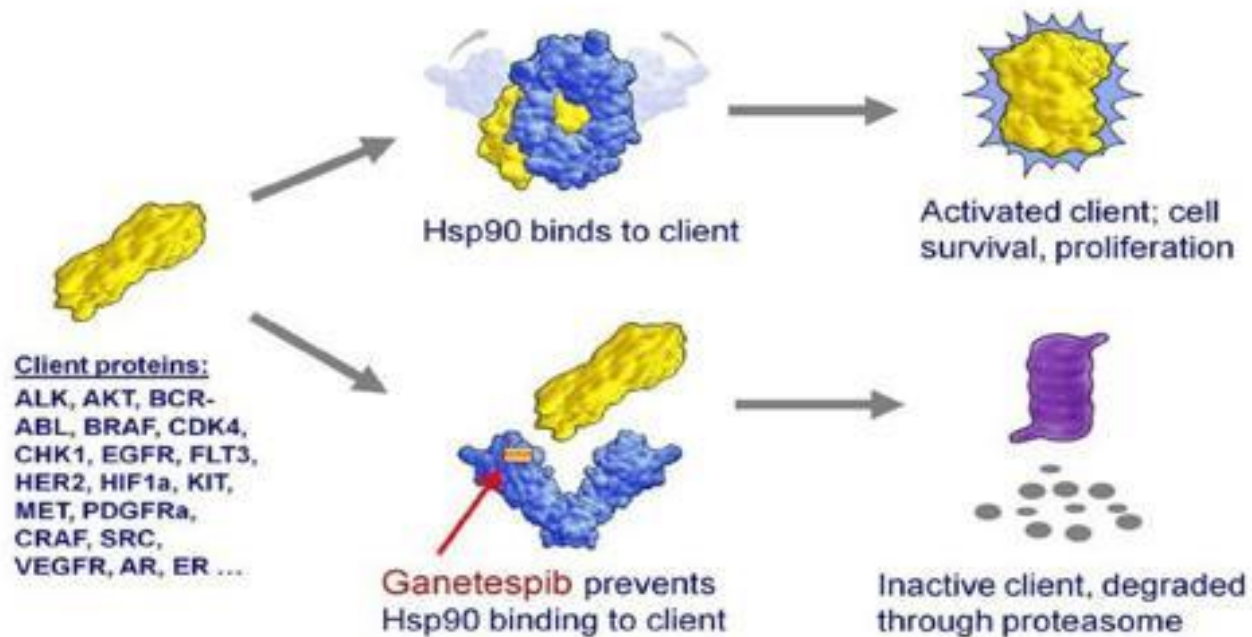 Hsp90 binds to client
Activated client; cell
survival, proliferation
Client proteins:
ALK, AKT, BCR-
ABL, BRAF, CDK4,
CHK1, EGFR, FLT3,
HER2, HIF1a, KIT,
MET, PDGFRa,
CRAF, SRC,
VEGFR, AR, ER ...
Ganetespib prevents
Hsp90 binding to client
Inactive client, degraded
through proteasome